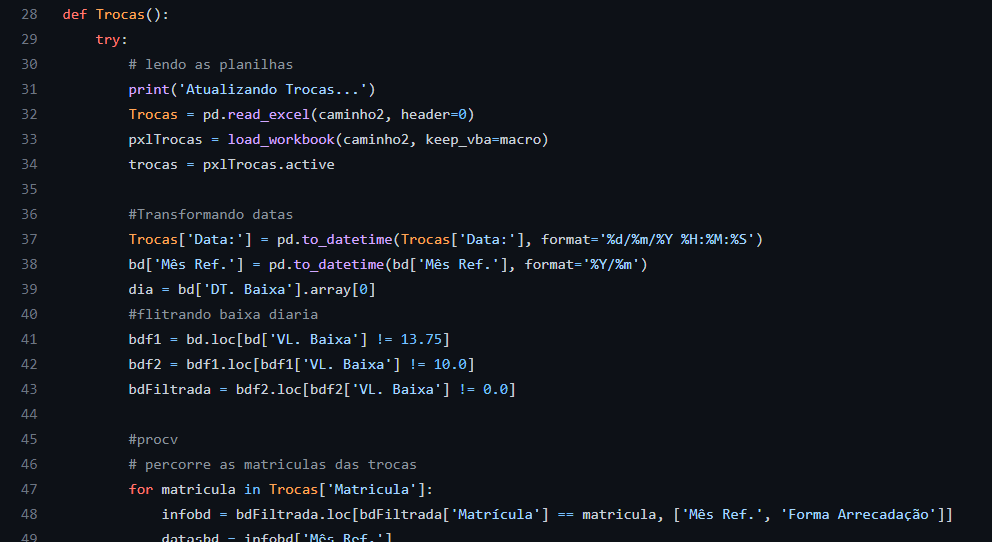 28 def Trocas():
29     try:
30         # lendo as planilhas
31         print('Atualizando Trocas...')
32         Trocas = pd.read_excel(caminho2, header=0)
33         pxlTrocas = load_workbook(caminho2, keep_vba=macro)
34         trocas = pxlTrocas.active
35
36         #Transformando datas
37         Trocas['Data:'] = pd.to_datetime(Trocas['Data:'], format='%d/%m/%Y %H:%M:%S')
38         bd['Mês Ref.'] = pd.to_datetime(bd['Mês Ref.'], format='%Y/%m')
39         dia = bd['DT. Baixa'].array[0]
40         #flitrando baixa diaria
41         bdf1 = bd.loc[bd['VL. Baixa'] != 13.75]
42         bdf2 = bdf1.loc[bdf1['VL. Baixa'] != 10.0]
43         bdFiltrada = bdf2.loc[bdf2['VL. Baixa'] != 0.0]
44
45         #procv
46         # percorre as matriculas das trocas
47         for matricula in Trocas['Matricula']:
48             infobd = bdFiltrada.loc[bdFiltrada['Matrícula'] == matricula, ['Mês Ref.', 'Forma Arrecadação']]
49             datasbd = infobd['Mês Ref.']